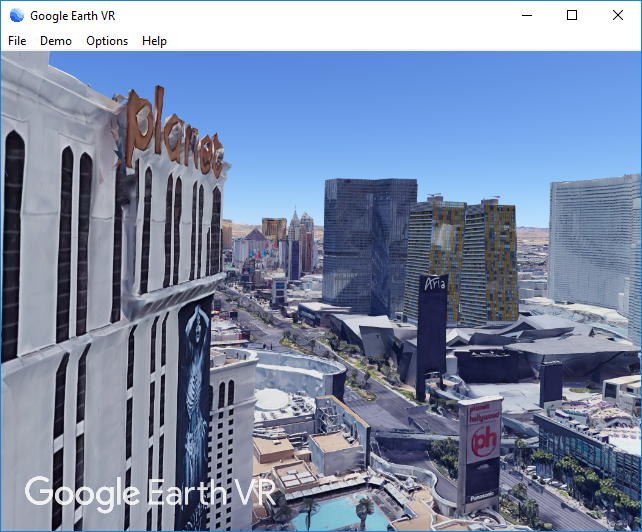 Google Earth VR
File Demo Options Help
planet
Aria
planet
hollywood
ph
Panasonic
Google Earth VR